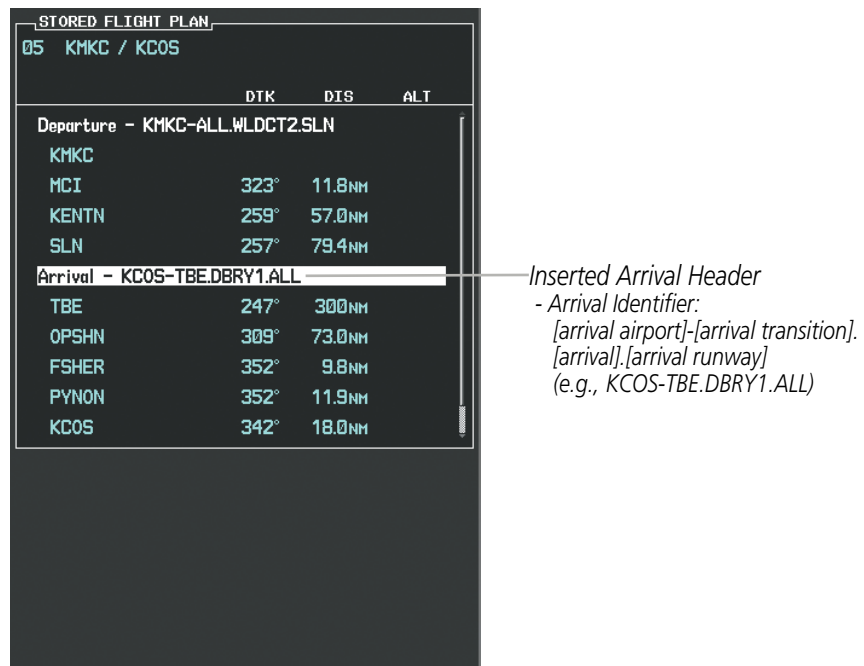 STORED FLIGHT PLAN
05 KMKC / KCOS
DTK DIS ALT
Departure - KMKC-ALL.WLDCT2.SLN
KMKC
MCI 323° 11.8NM
KENTN 259° 57.0NM
SLN 257° 79.4NM
Arrival - KCOS-TBE.DBRY1.ALL
TBE 247° 300NM
OPSHN 309° 73.0NM
FSHER 352° 9.8NM
PYNON 352° 11.9NM
KCOS 342° 18.0NM
Inserted Arrival Header
- Arrival Identifier:
[arrival airport]-[arrival transition].
[arrival].[arrival runway]
(e.g., KCOS-TBE.DBRY1.ALL)